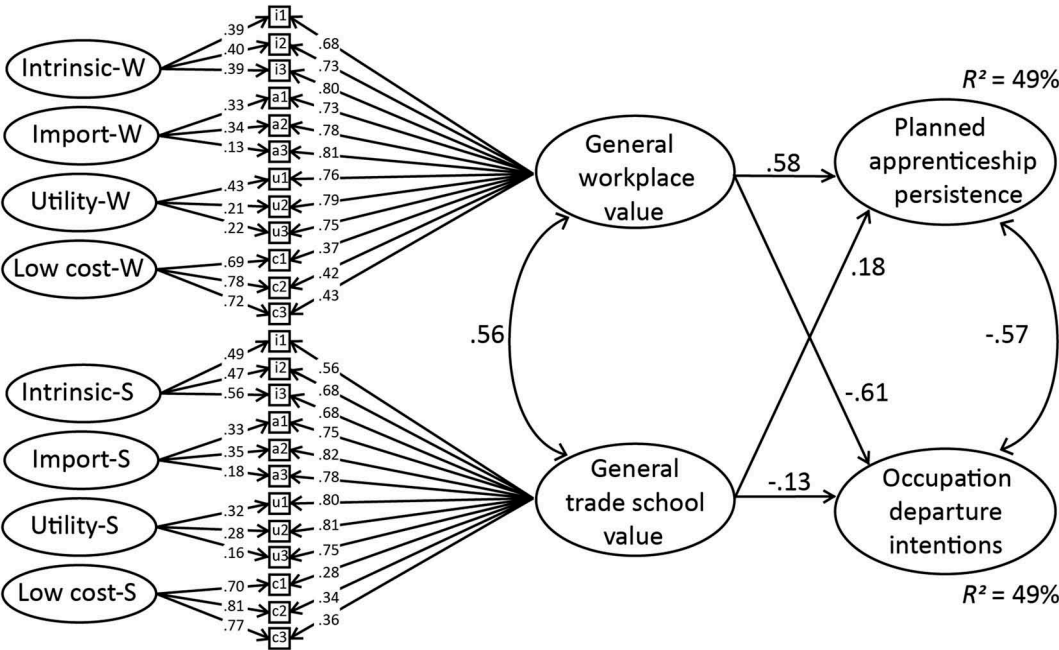 Intrinsic-W
Import-W
Utility-W
Low cost-W
.39
.40
.39
.33
.34
.13
.43
.21
.22
.69
.78
.72
i1
i2
i3
a1
a2
a3
u1
u2
u3
c1
c2
c3
.68
.73
.80
.73
.78
.81
.76
.79
.75
.37
.42
.43
Intrinsic-S
Import-S
Utility-S
Low cost-S
.49
.47
.56
.33
.35
.18
.32
.28
.16
.70
.81
.77
i1
i2
i3
a1
a2
a3
u1
u2
u3
c1
c2
c3
.56
.68
.68
.75
.82
.78
.80
.81
.75
.28
.34
.36
General
workplace
value
.56
General
trade school
value
.58
.18
-.61
-.13
R² = 49%
Planned
apprenticeship
persistence
-.57
Occupation
departure
intentions
R² = 49%